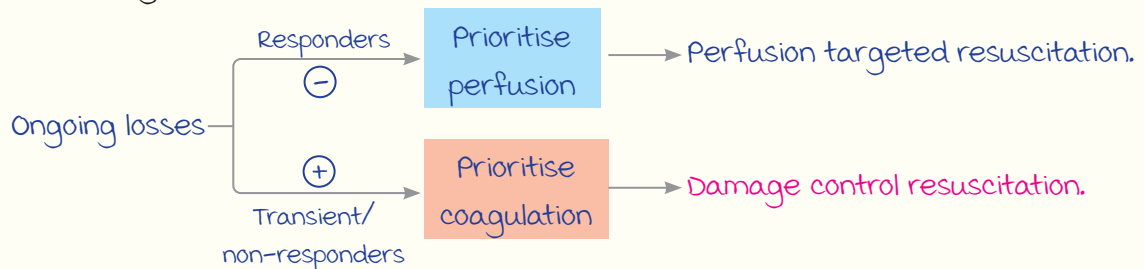 Responders
Prioritise
perfusion
Perfusion targeted resuscitation.
⊖
Ongoing losses
⊕
Prioritise
coagulation
Damage control resuscitation.
Transient/
non-responders